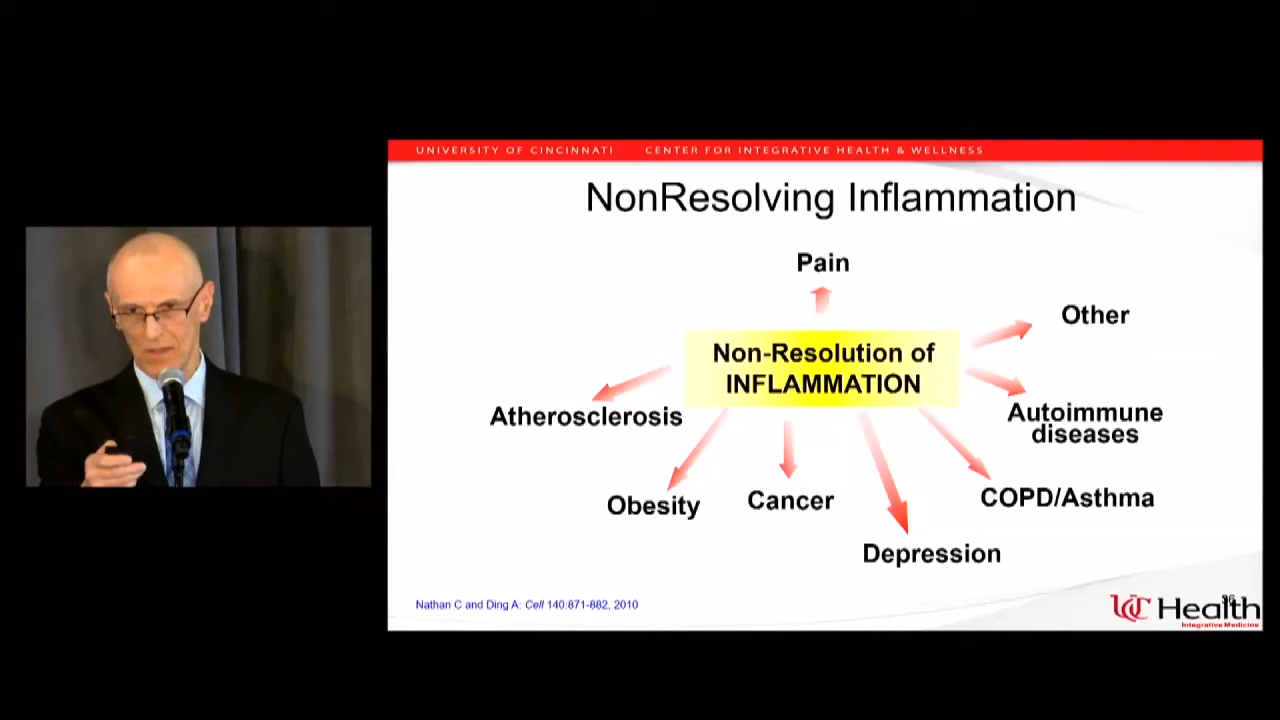 UNIVERSITY OF CINCINNATI CENTER FOR INTEGRATIVE HEALTH & WELLNESS
NonResolving Inflammation
Pain
Other
Non-Resolution of
INFLAMMATION
Atherosclerosis
Autoimmune
diseases
Obesity
Cancer
COPD/Asthma
Depression
Nathan C and Ding A: Cell 140:871-882, 2010
36
UC Health
Integrative Medicine